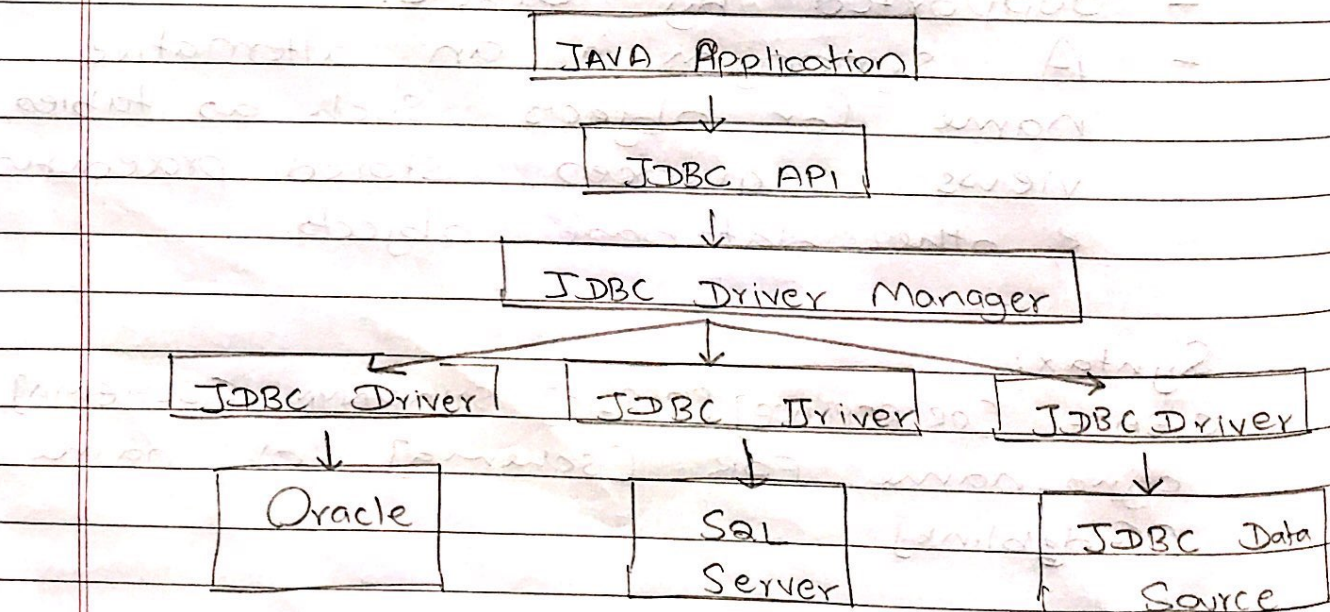 JAVA Application
JDBC API
JDBC Driver Manager
JDBC Driver
JDBC Driver
JDBC Driver
Oracle
SQL
Server
JDBC Data
Source